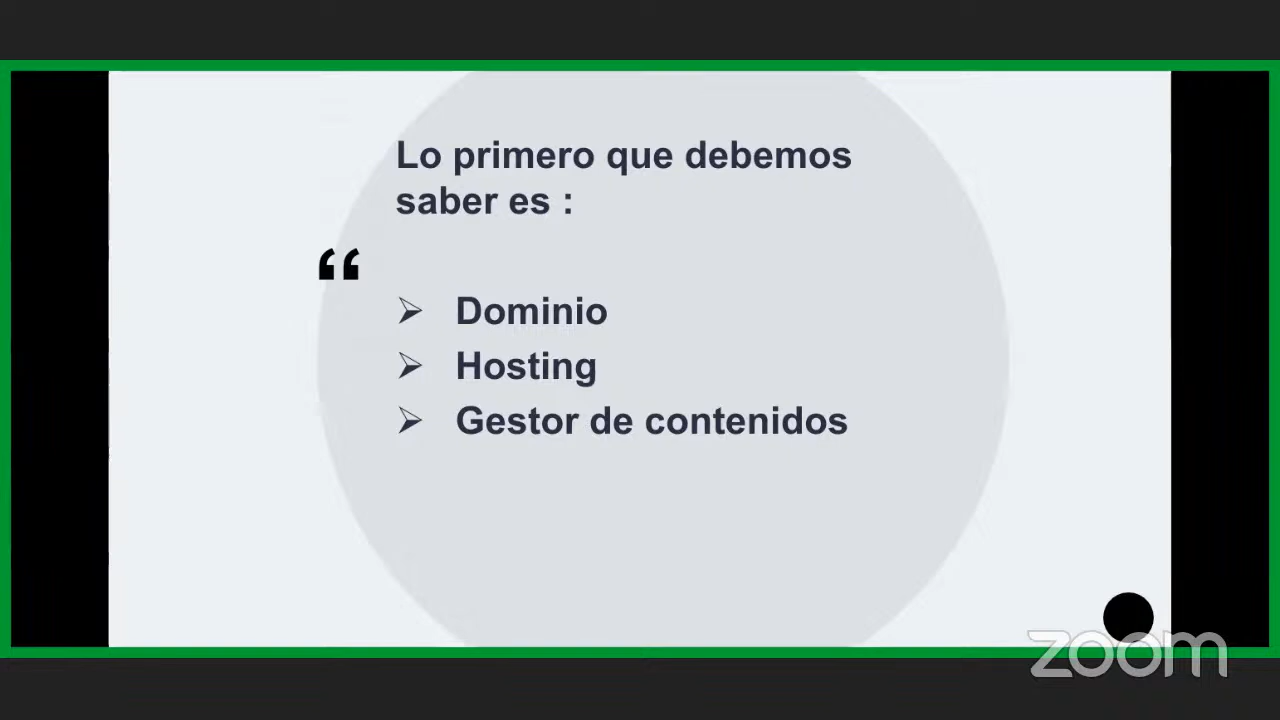 Lo primero que debemos
saber es :
“
➢ Dominio
➢ Hosting
➢ Gestor de contenidos
zoom